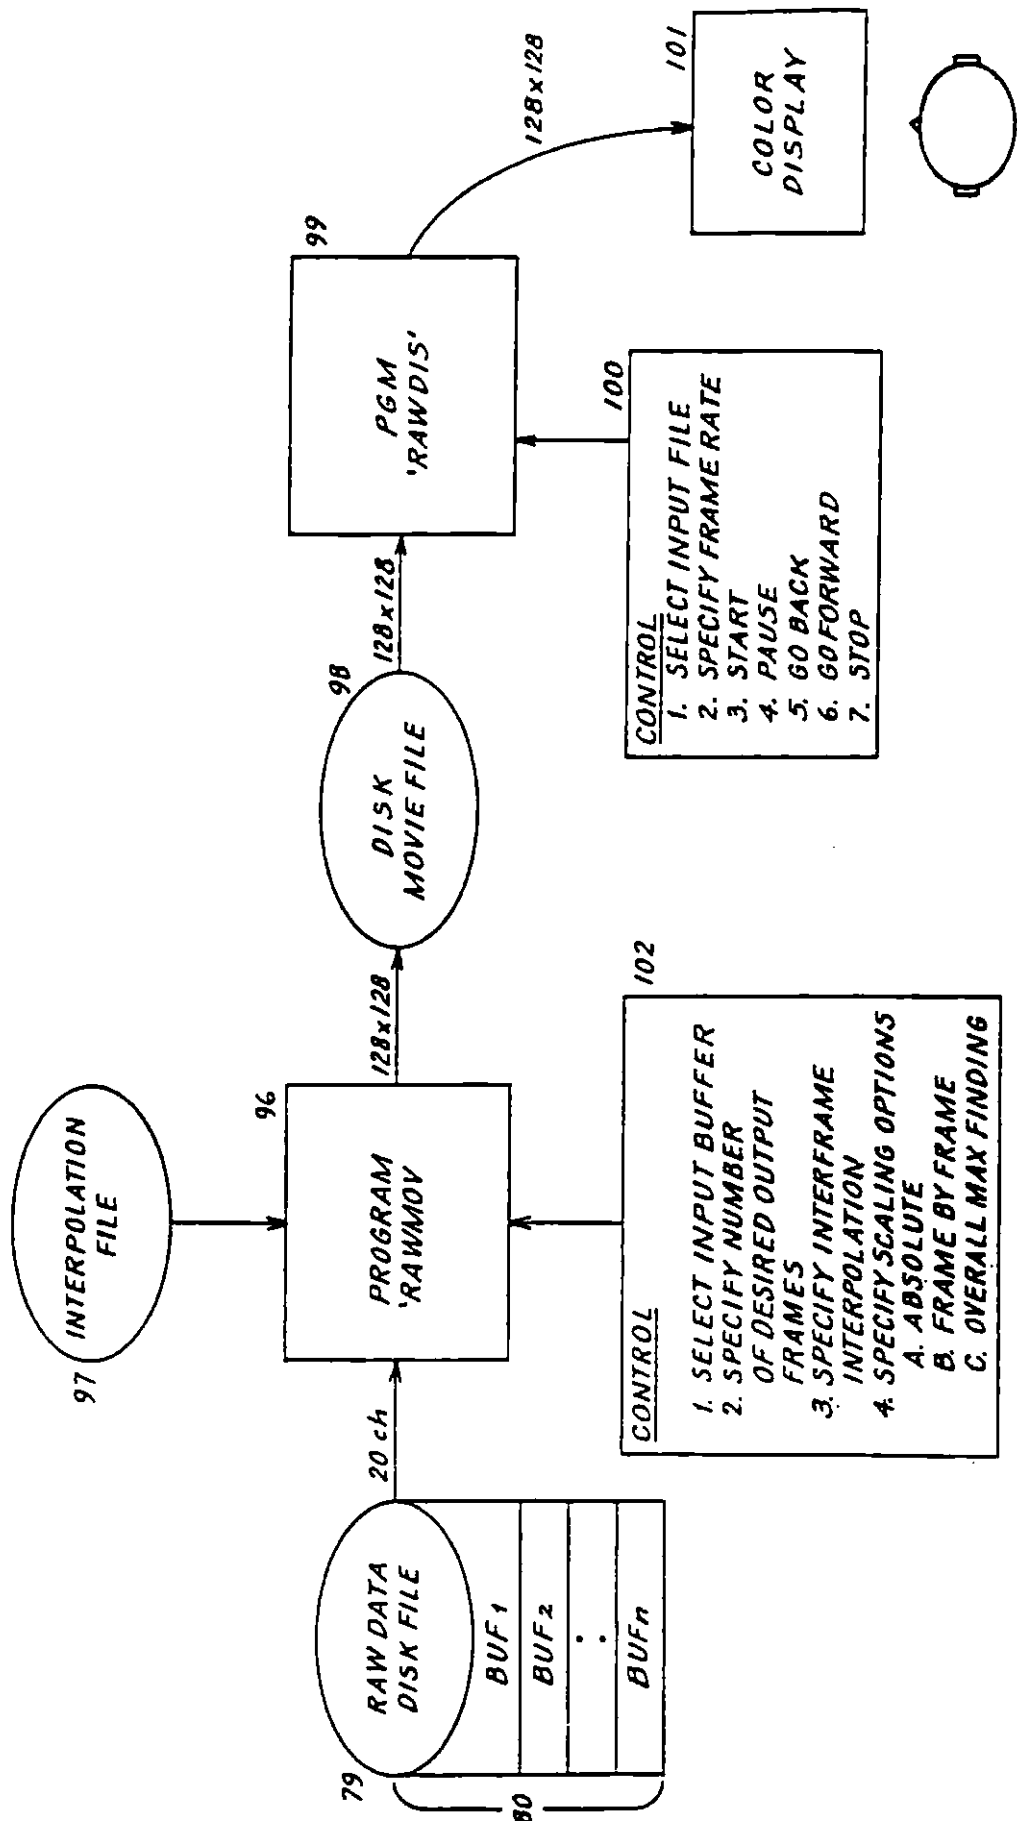 79
RAW DATA
DISK FILE
BUF1
BUF2
. .
BUFn
80
20 ch
97
INTERPOLATION
FILE
96
PROGRAM
'RAWMOV
128x128
102
CONTROL
1. SELECT INPUT BUFFER
2. SPECIFY NUMBER
OF DESIRED OUTPUT
FRAMES
3. SPECIFY INTERFRAME
INTERPOLATION
4. SPECIFY SCALING OPTIONS
A. ABSOLUTE
B. FRAME BY FRAME
C. OVERALL MAX FINDING
98
DISK
MOVIE FILE
128x128
99
PGM
'RAWDIS'
100
CONTROL
1. SELECT INPUT FILE
2. SPECIFY FRAME RATE
3. START
4. PAUSE
5. GO BACK
6. GO FORWARD
7. STOP
128x128
101
COLOR
DISPLAY